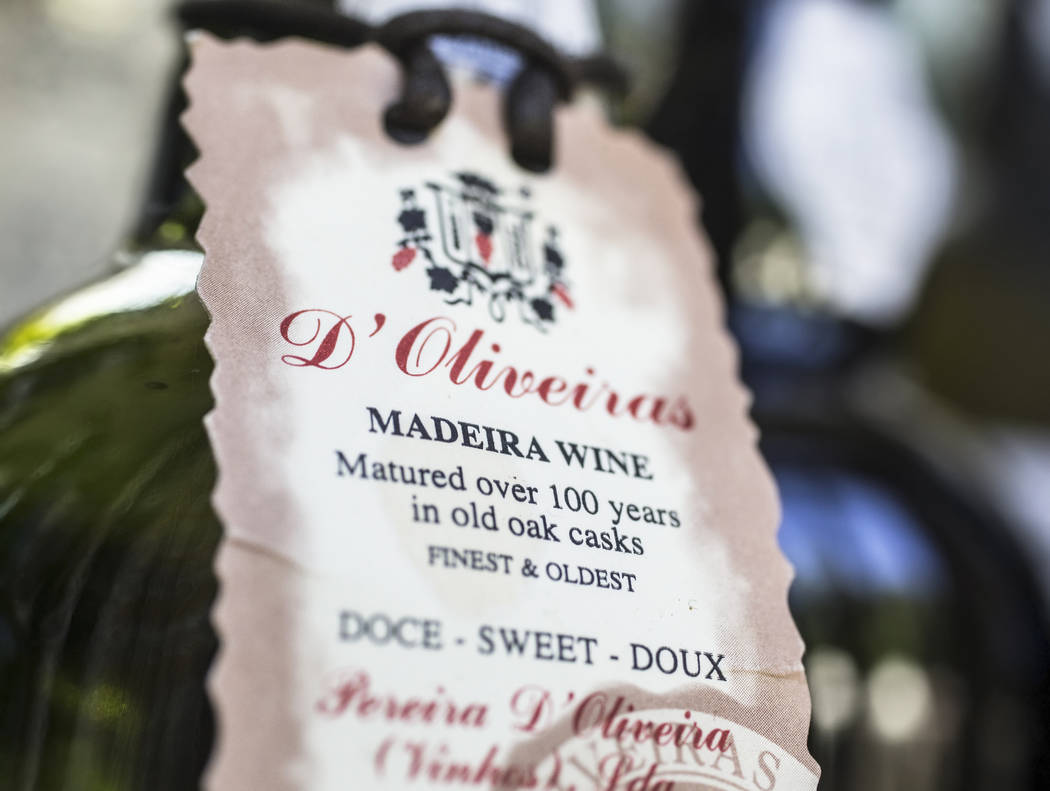 D'Oliveiras
MADEIRA WINE
Matured over 100 years
in old oak casks
FINEST & OLDEST
DOCE - SWEET - DOUX
Pereira D'Oliveira
(Vinhos), Lda
VEIRAS